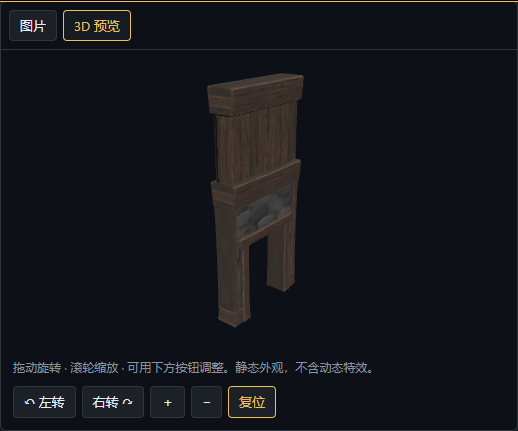 图片 3D 预览
拖动旋转 · 滚轮缩放 · 可用下方按钮调整。静态外观，不含动态特效。
↶ 左转 右转 ↷ + − 复位